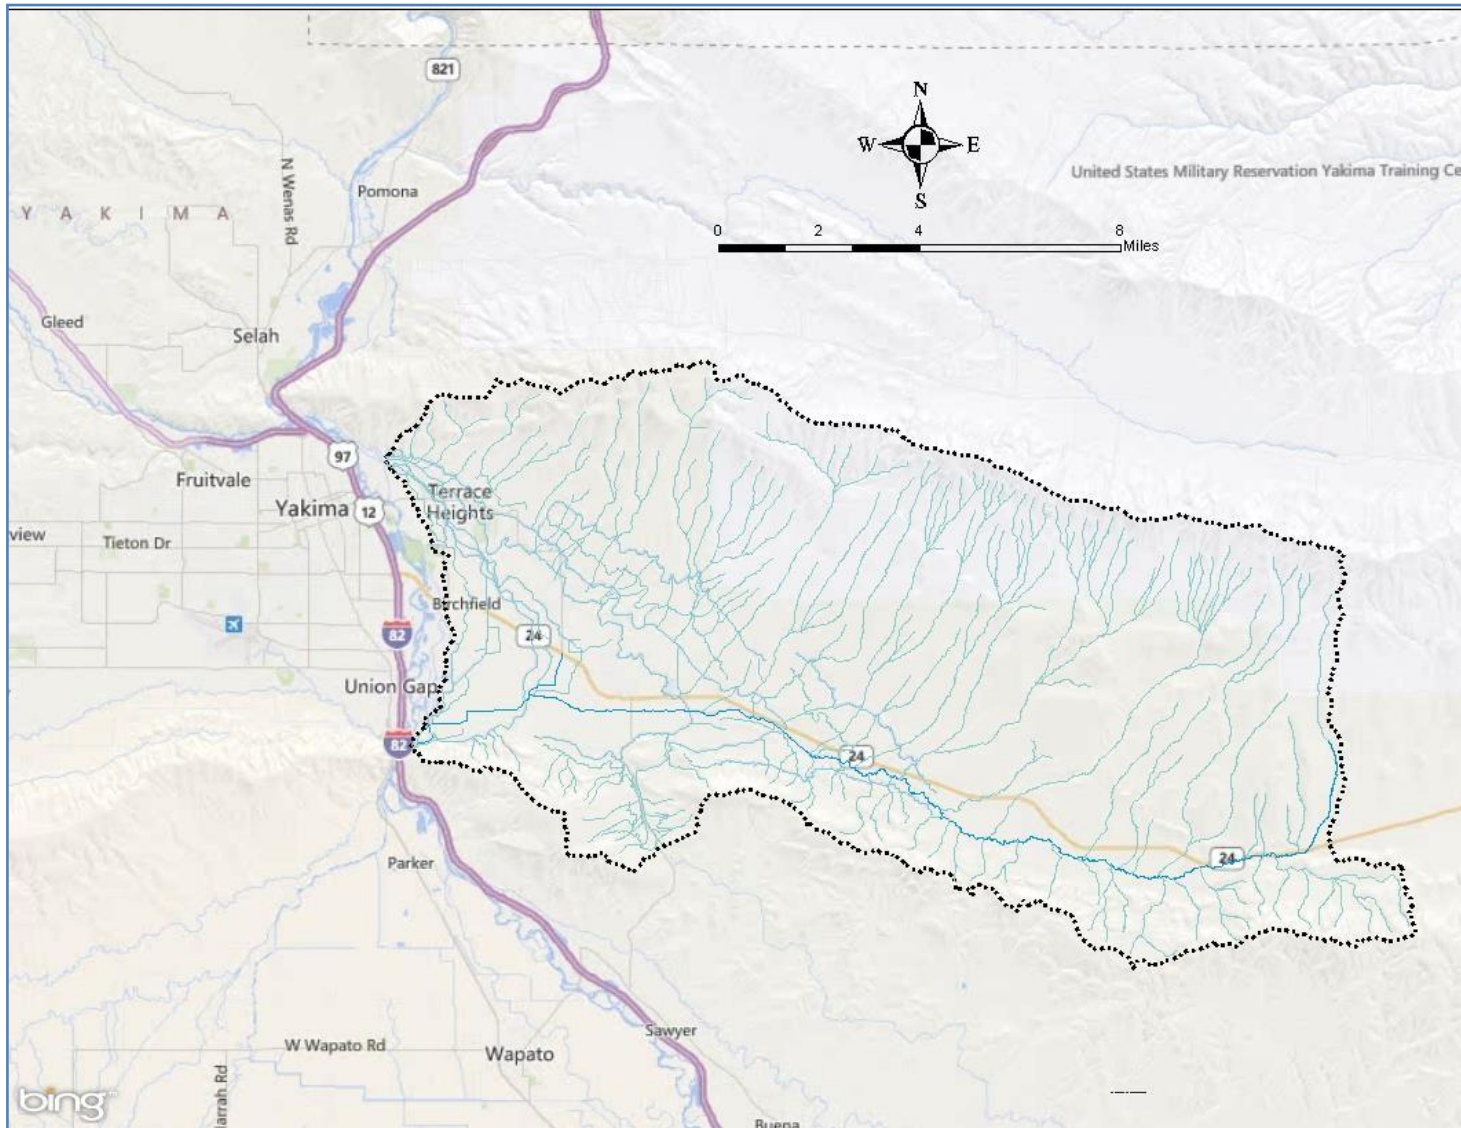 821
N
W
E
S
N Wenas Rd
Pomona
United States Military Reservation Yakima Training Ce
Y A K I M A
0 2 4 8
Miles
Gleed
Selah
97
Fruitvale
Terrace
Heights
Yakima
12
view
Tieton Dr
Birchfield
82
24
Union Gap
82
24
24
Parker
Sawyer
W Wapato Rd
Wapato
Harrah Rd
bing
Buena